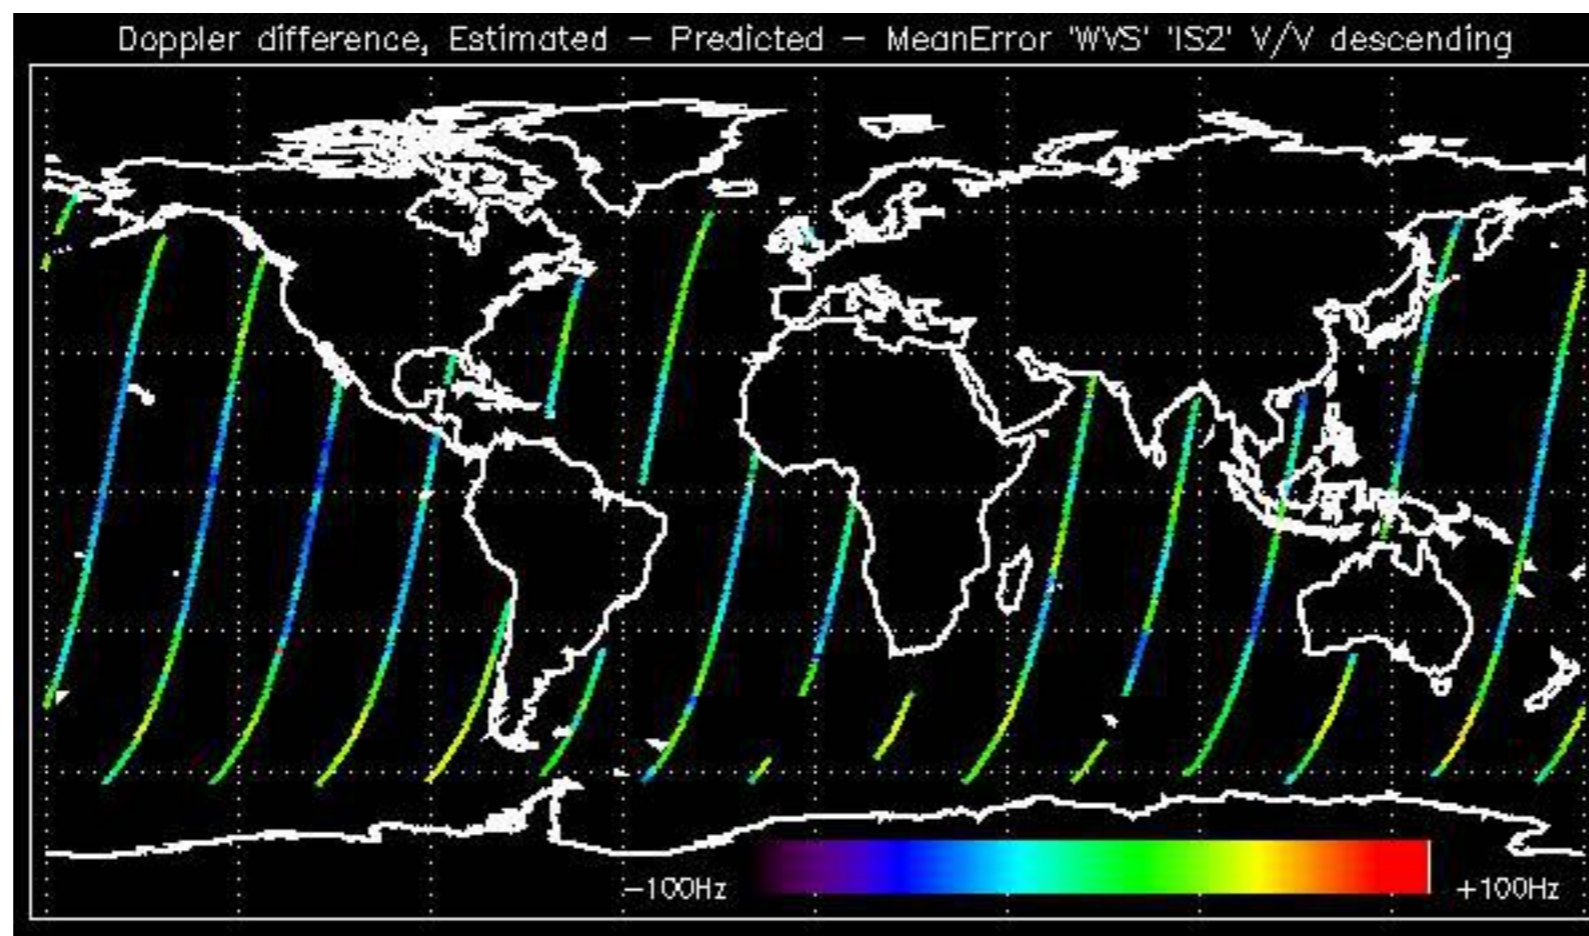 Doppler difference, Estimated − Predicted − MeanError 'WVS' 'IS2' V/V descending
−100Hz +100Hz